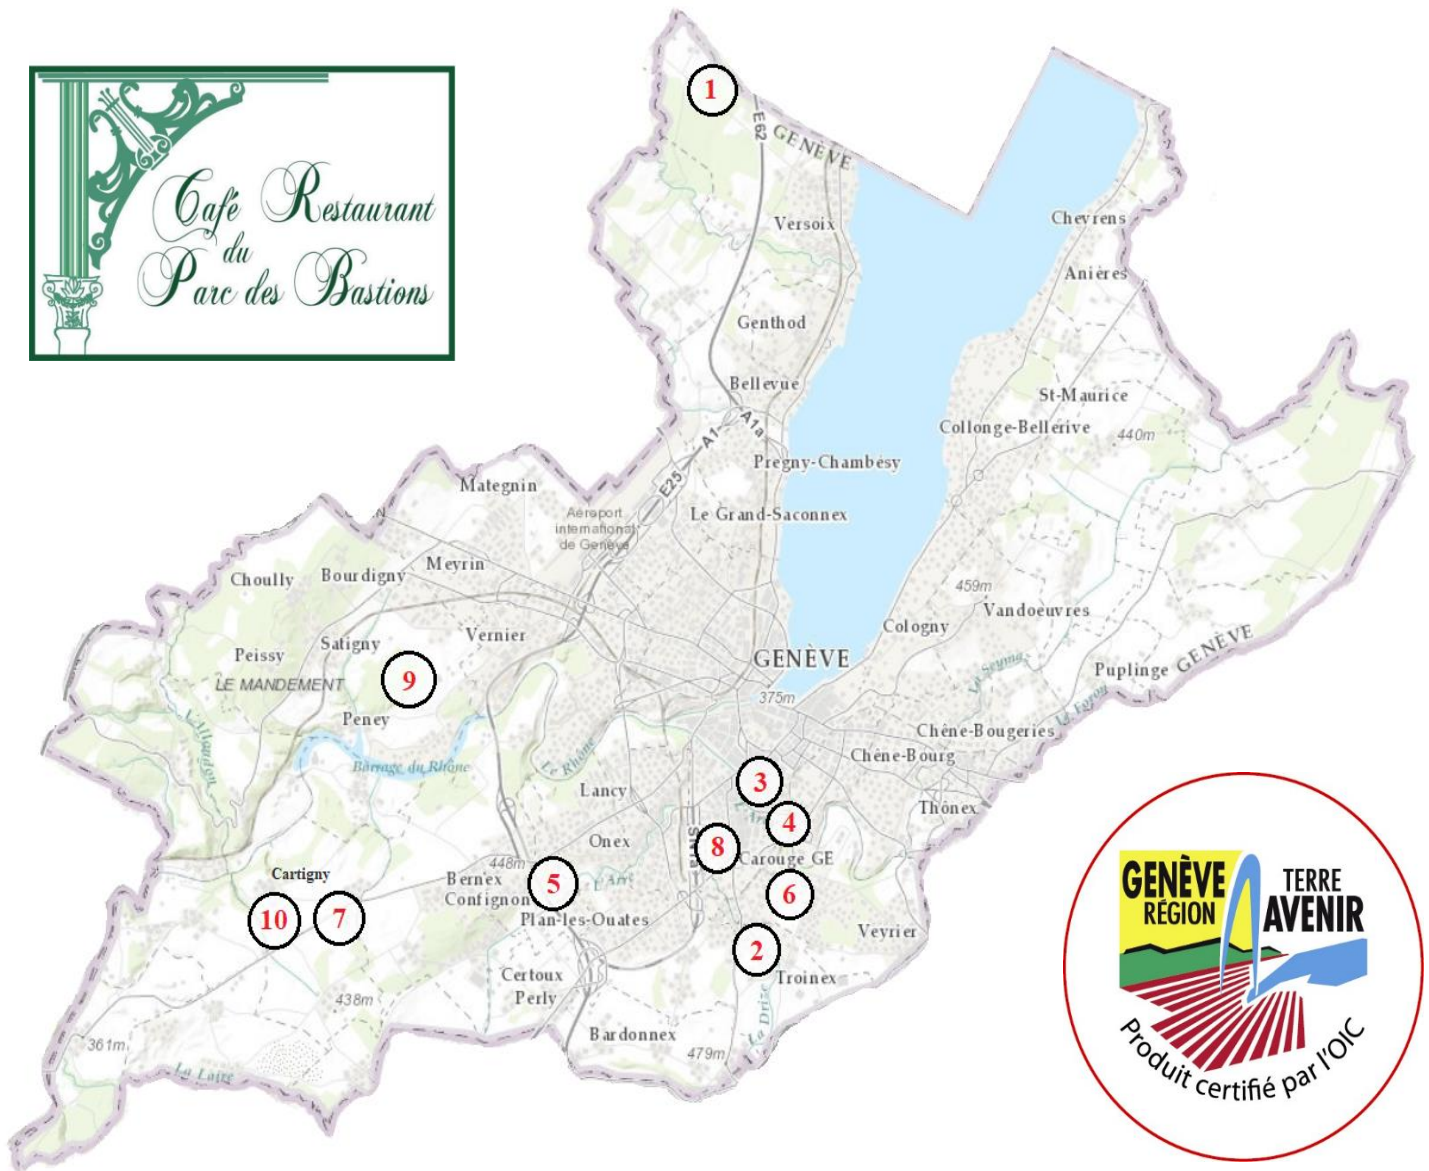 Café Restaurant
du
Parc des Bastions
1
E62
GENÈVE
Versoix
Chevrens
Anières
Genthod
Bellevue
A1a
A1
E25
St-Maurice
Collonge-Bellerive
440m
Pregny-Chambésy
Mategnin
Le Grand-Saconnex
Aéroport
international
de Genève
Meyrin
Choully
Bourdigny
459m
Vandoeuvres
Cologny
Vernier
Satigny
Peissy
GENÈVE
GENÈVE
Puplinge
La Seymaz
Le Foron
LE MANDEMENT
9
375m
Peney
L'Allondon
Barrage du Rhône
Le Rhône
Chêne-Bougeries
Chêne-Bourg
3
Lancy
Thônex
4
Onex
8
Carouge GE
448m
Cartigny
Bernex
Confignon
5
6
10
7
Plan-les-Ouates
Veyrier
2
Troinex
Certoux
Perly
438m
La Drize
Bardonnex
479m
361m
La Laire
GENÈVE
RÉGION
TERRE
AVENIR
Produit certifié par l'OIC